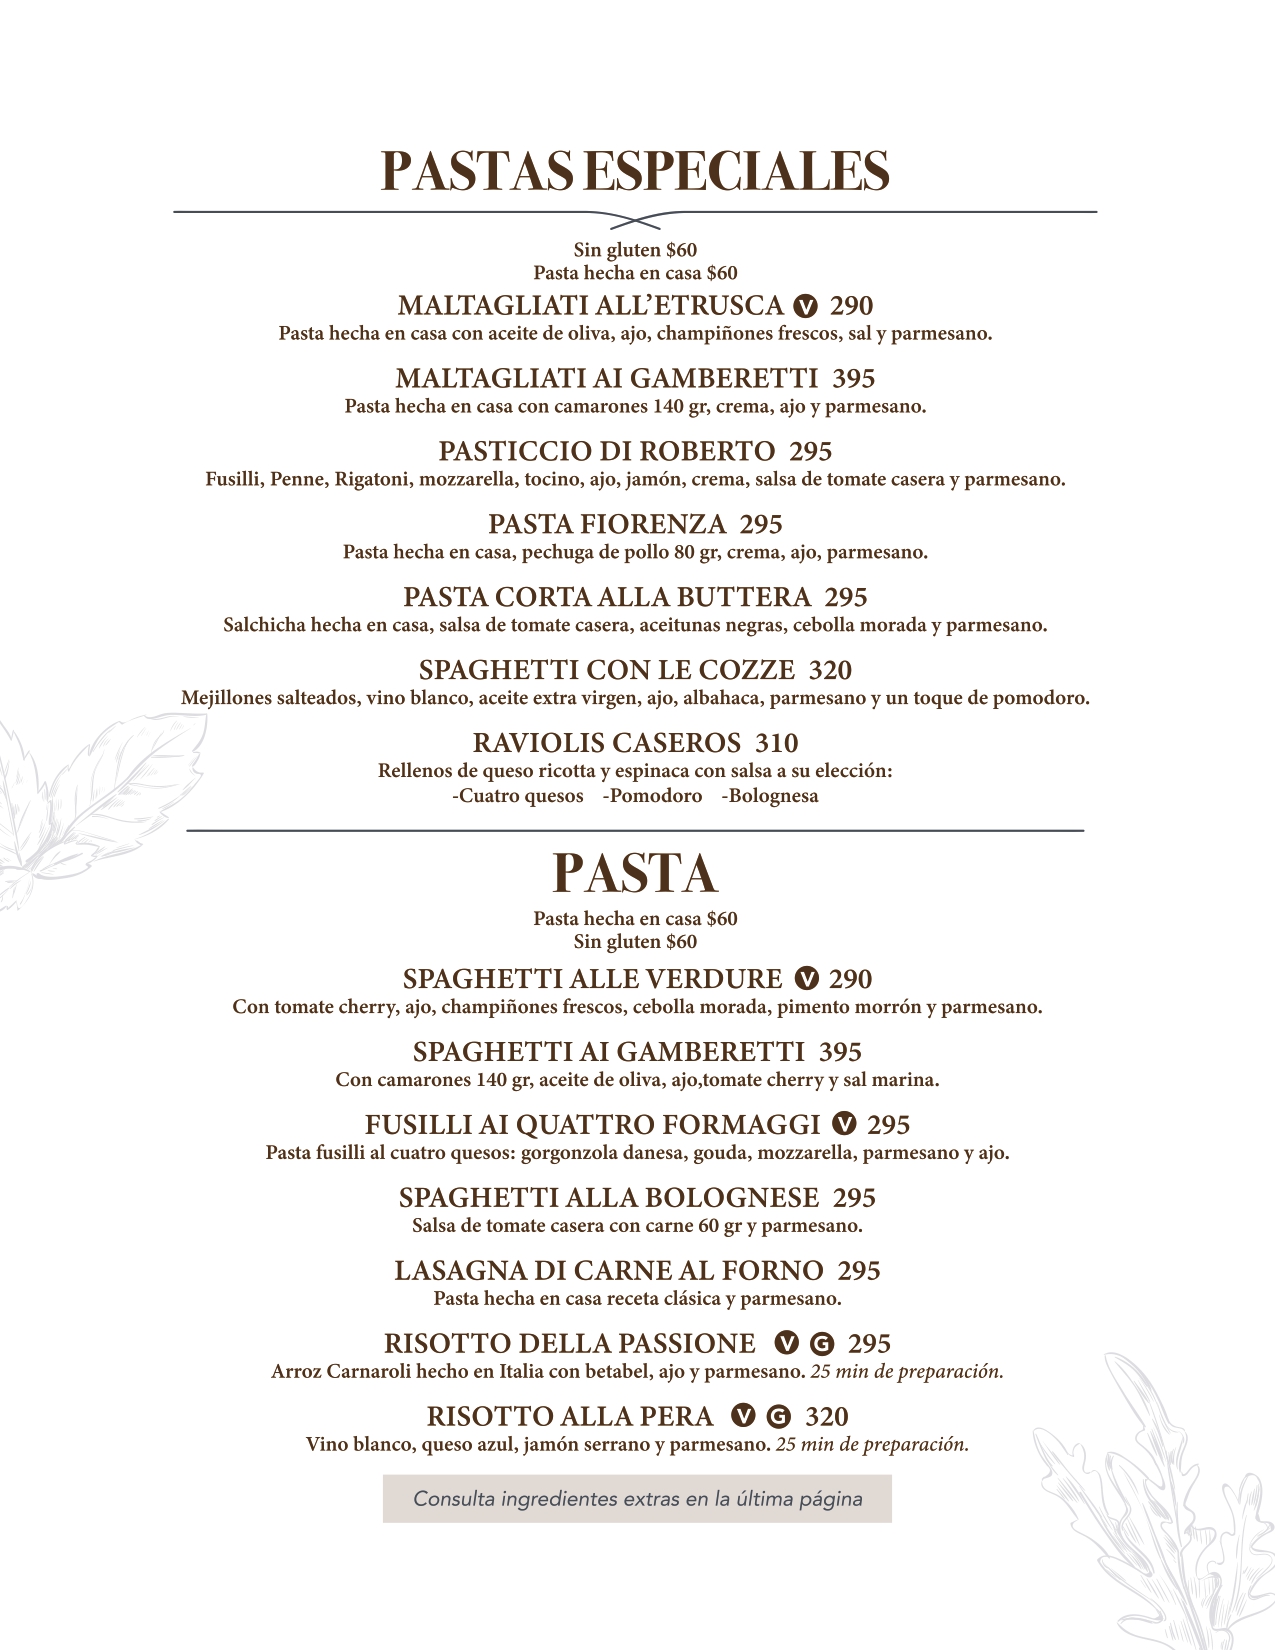 PASTAS ESPECIALES
Sin gluten $60
Pasta hecha en casa $60
MALTAGLIATI ALL’ETRUSCA V 290
Pasta hecha en casa con aceite de oliva, ajo, champiñones frescos, sal y parmesano.
MALTAGLIATI AI GAMBERETTI 395
Pasta hecha en casa con camarones 140 gr, crema, ajo y parmesano.
PASTICCIO DI ROBERTO 295
Fusilli, Penne, Rigatoni, mozzarella, tocino, ajo, jamón, crema, salsa de tomate casera y parmesano.
PASTA FIORENZA 295
Pasta hecha en casa, pechuga de pollo 80 gr, crema, ajo, parmesano.
PASTA CORTA ALLA BUTTERA 295
Salchicha hecha en casa, salsa de tomate casera, aceitunas negras, cebolla morada y parmesano.
SPAGHETTI CON LE COZZE 320
Mejillones salteados, vino blanco, aceite extra virgen, ajo, albahaca, parmesano y un toque de pomodoro.
RAVIOLIS CASEROS 310
Rellenos de queso ricotta y espinaca con salsa a su elección:
-Cuatro quesos -Pomodoro -Bolognesa
PASTA
Pasta hecha en casa $60
Sin gluten $60
SPAGHETTI ALLE VERDURE V 290
Con tomate cherry, ajo, champiñones frescos, cebolla morada, pimento morrón y parmesano.
SPAGHETTI AI GAMBERETTI 395
Con camarones 140 gr, aceite de oliva, ajo,tomate cherry y sal marina.
FUSILLI AI QUATTRO FORMAGGI V 295
Pasta fusilli al cuatro quesos: gorgonzola danesa, gouda, mozzarella, parmesano y ajo.
SPAGHETTI ALLA BOLOGNESE 295
Salsa de tomate casera con carne 60 gr y parmesano.
LASAGNA DI CARNE AL FORNO 295
Pasta hecha en casa receta clásica y parmesano.
RISOTTO DELLA PASSIONE V G 295
Arroz Carnaroli hecho en Italia con betabel, ajo y parmesano. 25 min de preparación.
RISOTTO ALLA PERA V G 320
Vino blanco, queso azul, jamón serrano y parmesano. 25 min de preparación.
Consulta ingredientes extras en la última página